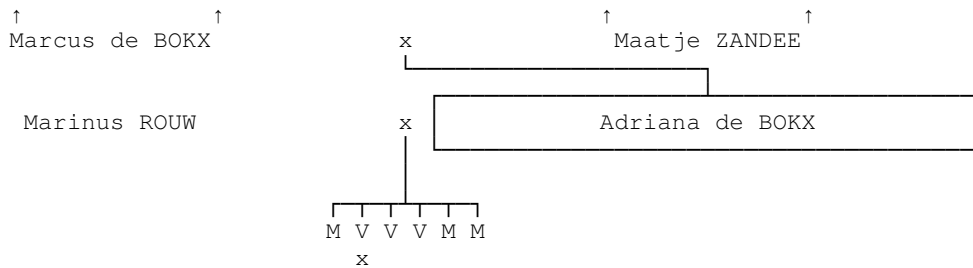 ↑ ↑ ↑ ↑
Marcus de BOKX x Maatje ZANDEE
Marinus ROUW x Adriana de BOKX
M V V V M M
x